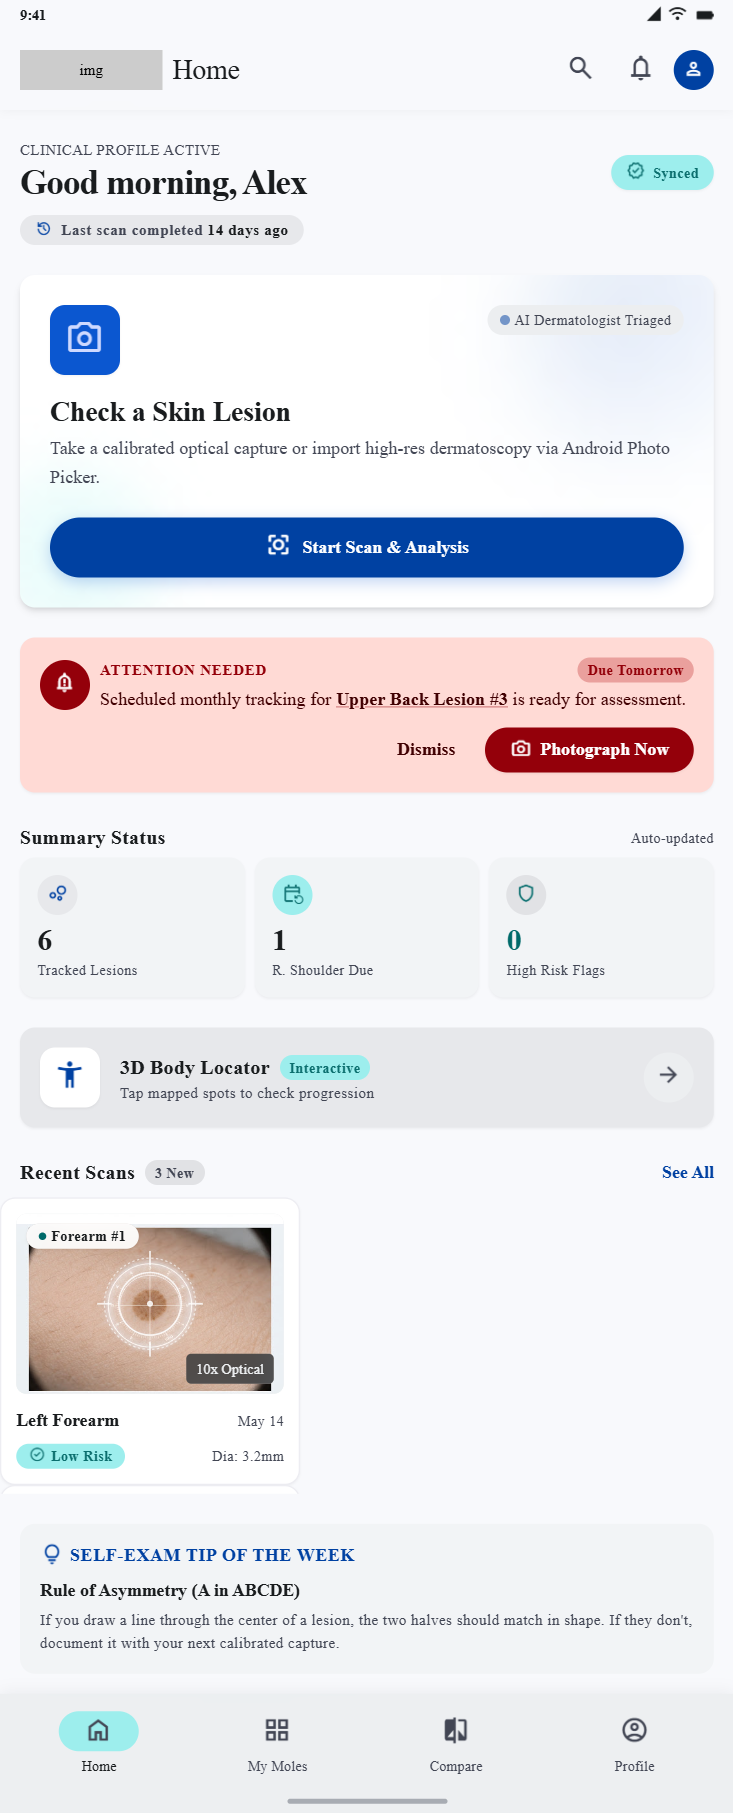 9:41
img
Home
CLINICAL PROFILE ACTIVE
Good morning, Alex
Synced
Last scan completed 14 days ago
AI Dermatologist Triaged
Check a Skin Lesion
Take a calibrated optical capture or import high-res dermatoscopy via Android Photo
Picker.
Start Scan & Analysis
ATTENTION NEEDED
Due Tomorrow
Scheduled monthly tracking for Upper Back Lesion #3 is ready for assessment.
Dismiss
Photograph Now
Summary Status
Auto-updated
6
Tracked Lesions
1
R. Shoulder Due
0
High Risk Flags
3D Body Locator
Interactive
Tap mapped spots to check progression
Recent Scans
3 New
See All
Forearm #1
10x Optical
Left Forearm
May 14
Low Risk
Dia: 3.2mm
SELF-EXAM TIP OF THE WEEK
Rule of Asymmetry (A in ABCDE)
If you draw a line through the center of a lesion, the two halves should match in shape. If they don't,
document it with your next calibrated capture.
Home
My Moles
Compare
Profile